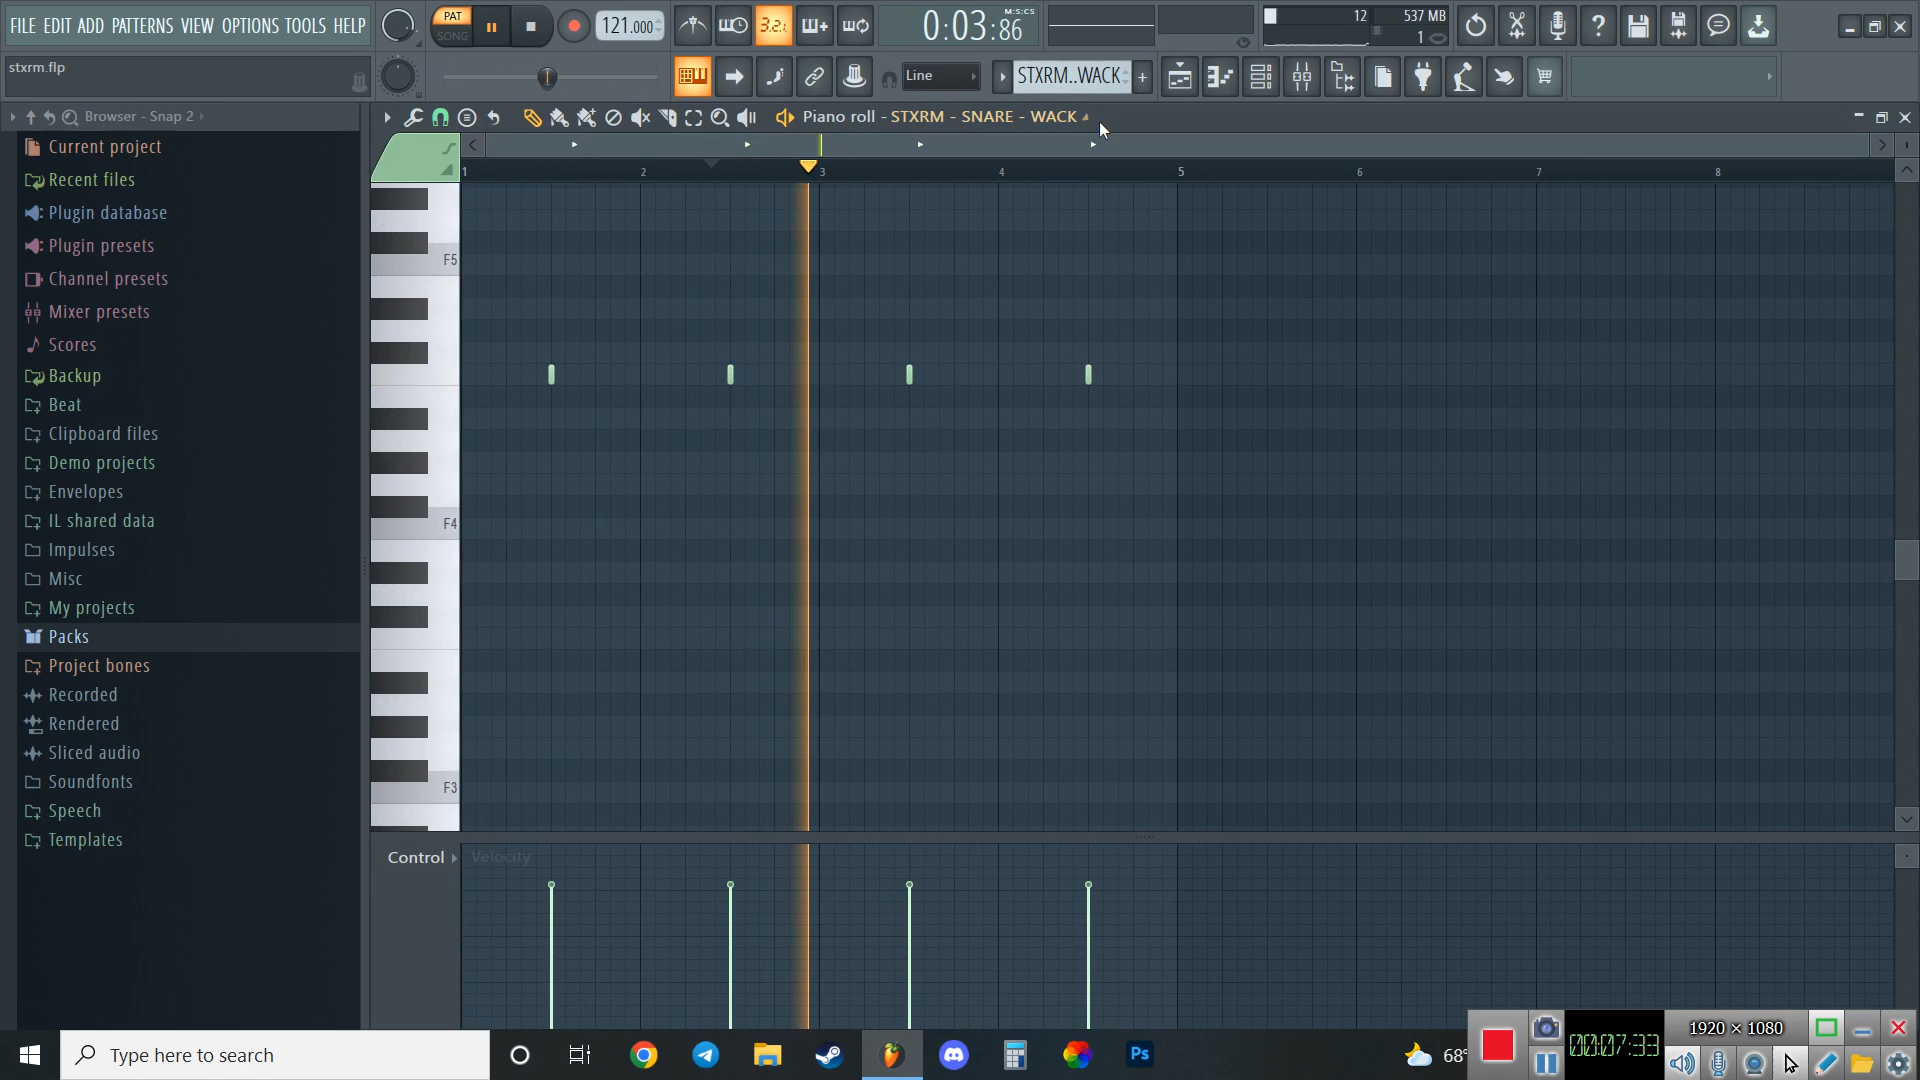 FILE EDIT ADD PATTERNS VIEW OPTIONS TOOLS HELP
PAT
SONG
121.000
3.2.
0:03:86
M:S:CS
12
537 MB
1
stxrm.flp
Line
STXRM..WACK
Browser - Snap 2
Piano roll - STXRM - SNARE - WACK
Current project
Recent files
Plugin database
Plugin presets
Channel presets
Mixer presets
Scores
Backup
Beat
Clipboard files
Demo projects
Envelopes
IL shared data
Impulses
Misc
My projects
Packs
Project bones
Recorded
Rendered
Sliced audio
Soundfonts
Speech
Templates
1
2
3
4
5
6
7
8
F5
F4
F3
Control
Velocity
Type here to search
Ps
68°
00:07:33
1920 × 1080